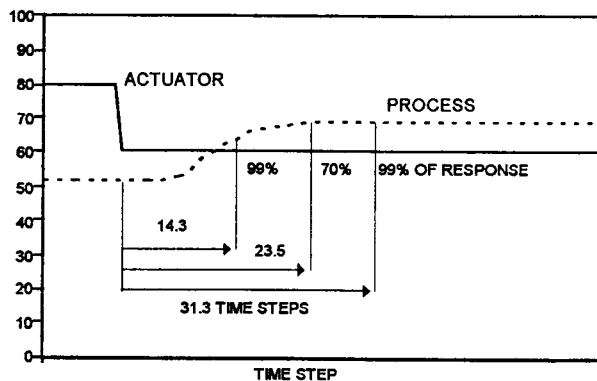 100
90
80
ACTUATOR
70
PROCESS
60
99% 70% 99% OF RESPONSE
50
40
14.3
30
23.5
20
31.3 TIME STEPS
10
0
TIME STEP